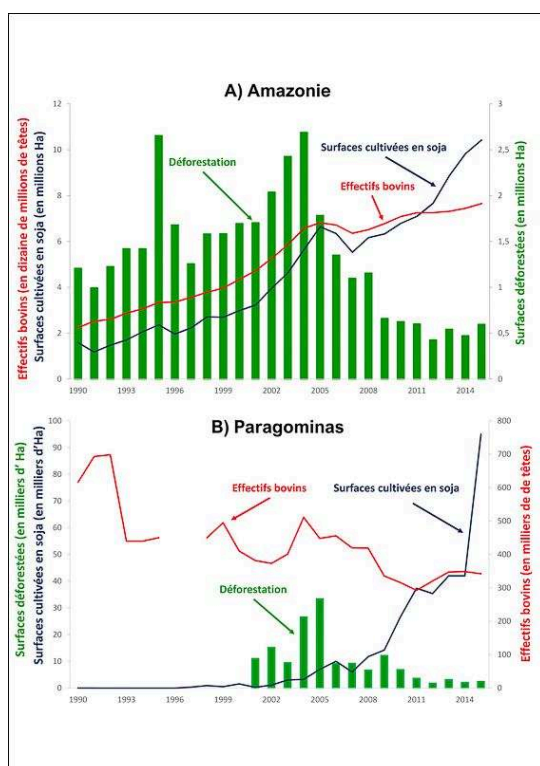 A) Amazonie
Effectifs bovins (en dizaine de millions de têtes)
Surfaces cultivées en soja (en millions Ha)
12
10
8
6
4
2
0
Déforestation
Surfaces cultivées en soja
Effectifs bovins
3
2,5
2
1,5
1
0,5
0
Surfaces déforestées (en millions Ha)
1990 1993 1996 1999 2002 2005 2008 2011 2014
B) Paragominas
Surfaces déforestées (en milliers d' Ha)
Surfaces cultivées en soja (en milliers d'Ha)
100
90
80
70
60
50
40
30
20
10
0
Effectifs bovins
Surfaces cultivées en soja
Déforestation
800
700
600
500
400
300
200
100
0
Effectifs bovins (en milliers de de têtes)
1990 1993 1996 1999 2002 2005 2008 2011 2014